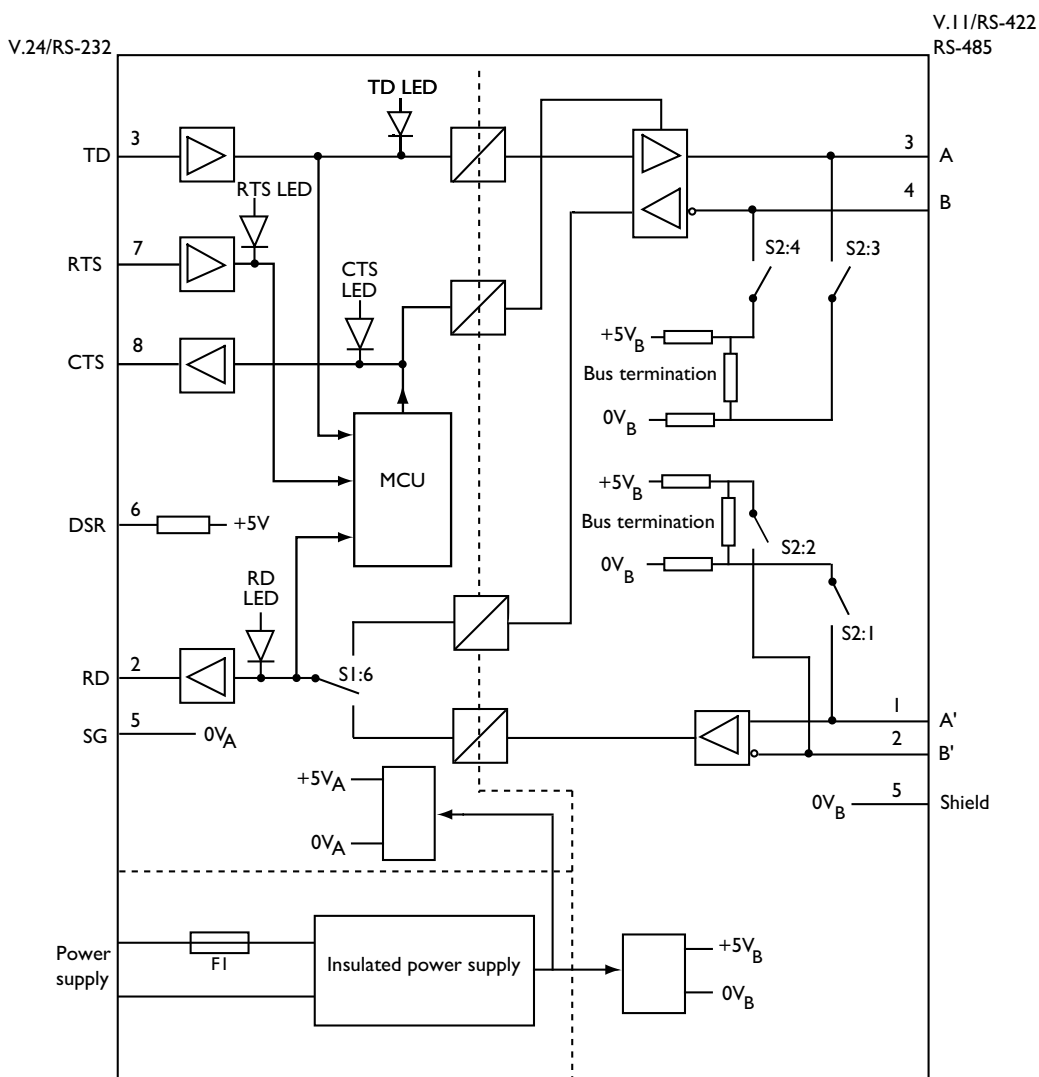 V.11/RS-422
V.24/RS-232
RS-485
TD LED
3
TD
3
A
4
B
RTS LED
7
RTS
S2:4
S2:3
CTS
LED
8
CTS
+5VB
Bus termination
0VB
MCU
+5VB
6
DSR
+5V
Bus termination
S2:2
0VB
RD
LED
S2:1
2
RD
S1:6
5
SG
0VA
1
A'
2
B'
+5VA
0VA
5
0VB
Shield
Power
supply
F1
Insulated power supply
+5VB
0VB